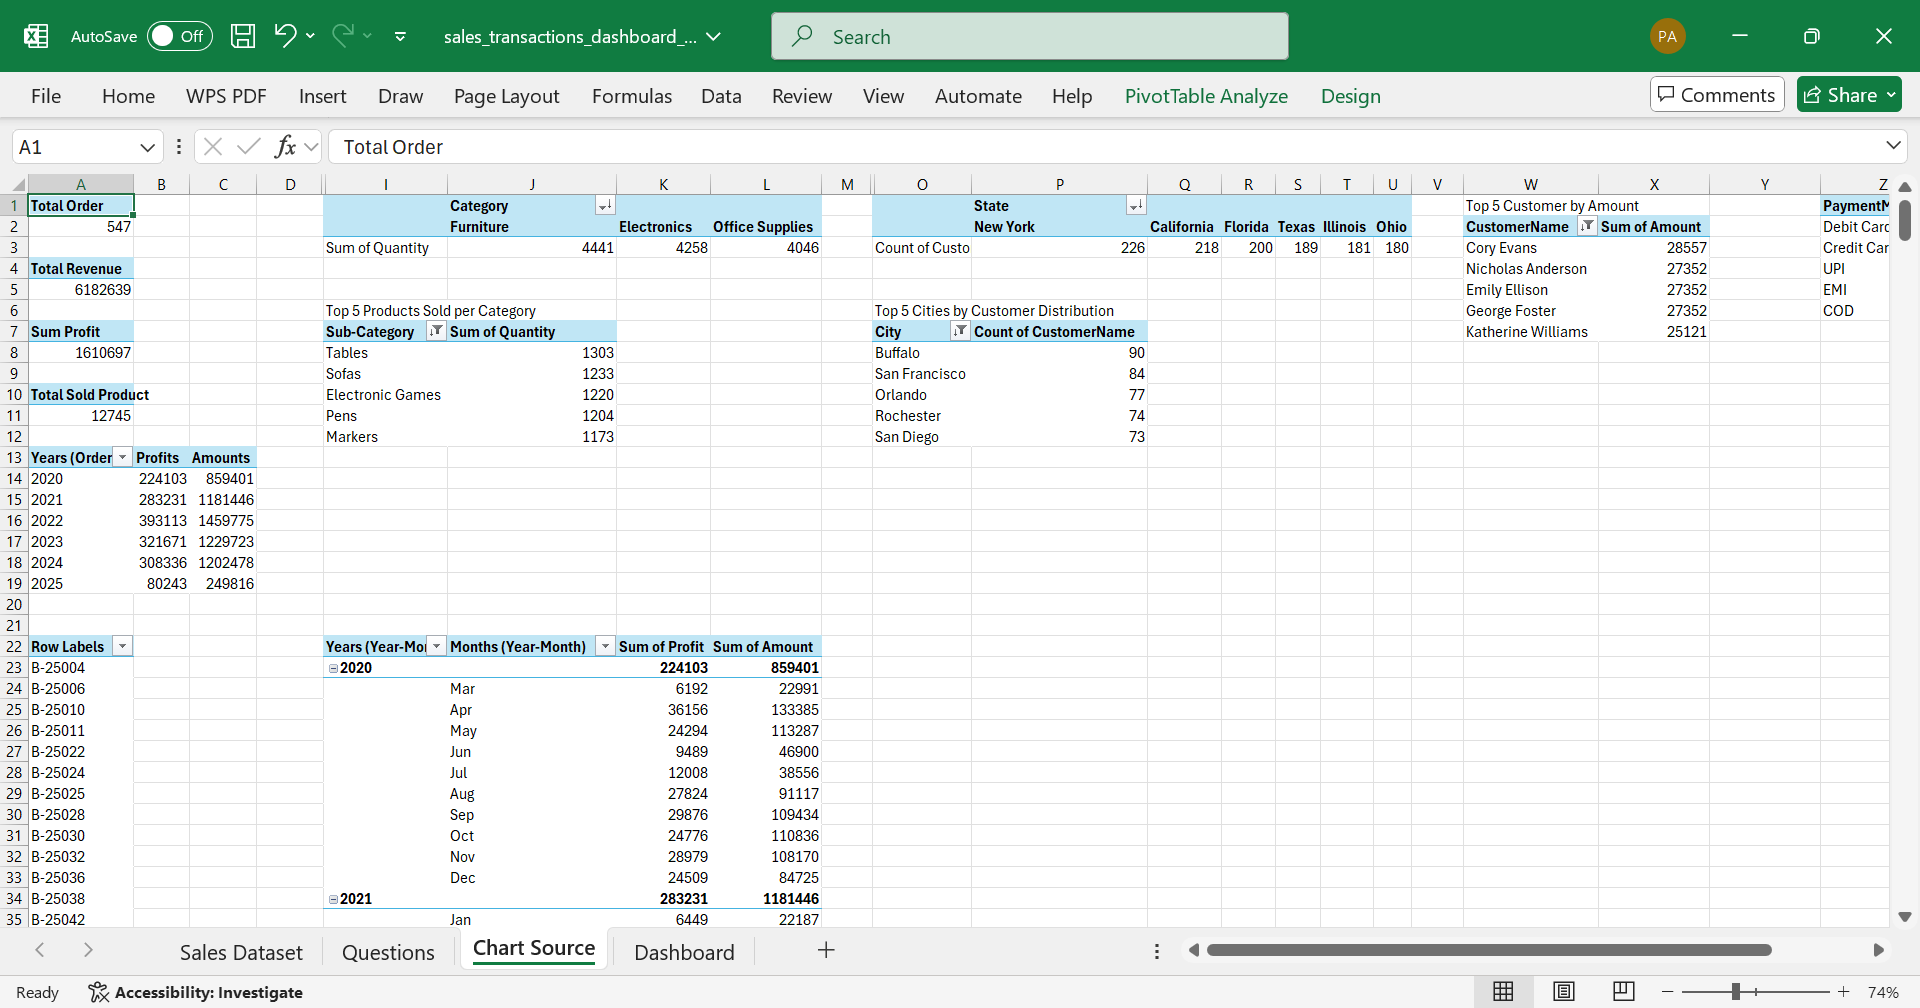 AutoSave Off sales_transactions_dashboard_... Search PA
File Home WPS PDF Insert Draw Page Layout Formulas Data Review View Automate Help PivotTable Analyze Design Comments Share
A1 fx Total Order
A B C D I J K L M O P Q R S T U V W X Y Z
1 Total Order Category State Top 5 Customer by Amount PaymentM
2 547 Furniture Electronics Office Supplies New York California Florida Texas Illinois Ohio CustomerName Sum of Amount Debit Card
3 Sum of Quantity 4441 4258 4046 Count of Custo 226 218 200 189 181 180 Cory Evans 28557 Credit Car
4 Total Revenue Nicholas Anderson 27352 UPI
5 6182639 Emily Ellison 27352 EMI
6 Top 5 Products Sold per Category Top 5 Cities by Customer Distribution George Foster 27352 COD
7 Sum Profit Sub-Category Sum of Quantity City Count of CustomerName Katherine Williams 25121
8 1610697 Tables 1303 Buffalo 90
9 Sofas 1233 San Francisco 84
10 Total Sold Product Electronic Games 1220 Orlando 77
11 12745 Pens 1204 Rochester 74
12 Markers 1173 San Diego 73
13 Years (Order Profits Amounts
14 2020 224103 859401
15 2021 283231 1181446
16 2022 393113 1459775
17 2023 321671 1229723
18 2024 308336 1202478
19 2025 80243 249816
20
21
22 Row Labels Years (Year-Mon Months (Year-Month) Sum of Profit Sum of Amount
23 B-25004 2020 224103 859401
24 B-25006 Mar 6192 22991
25 B-25010 Apr 36156 133385
26 B-25011 May 24294 113287
27 B-25022 Jun 9489 46900
28 B-25024 Jul 12008 38556
29 B-25025 Aug 27824 91117
30 B-25028 Sep 29876 109434
31 B-25030 Oct 24776 110836
32 B-25032 Nov 28979 108170
33 B-25036 Dec 24509 84725
34 B-25038 2021 283231 1181446
35 B-25042 Jan 6449 22187
Sales Dataset Questions Chart Source Dashboard
Ready Accessibility: Investigate 74%